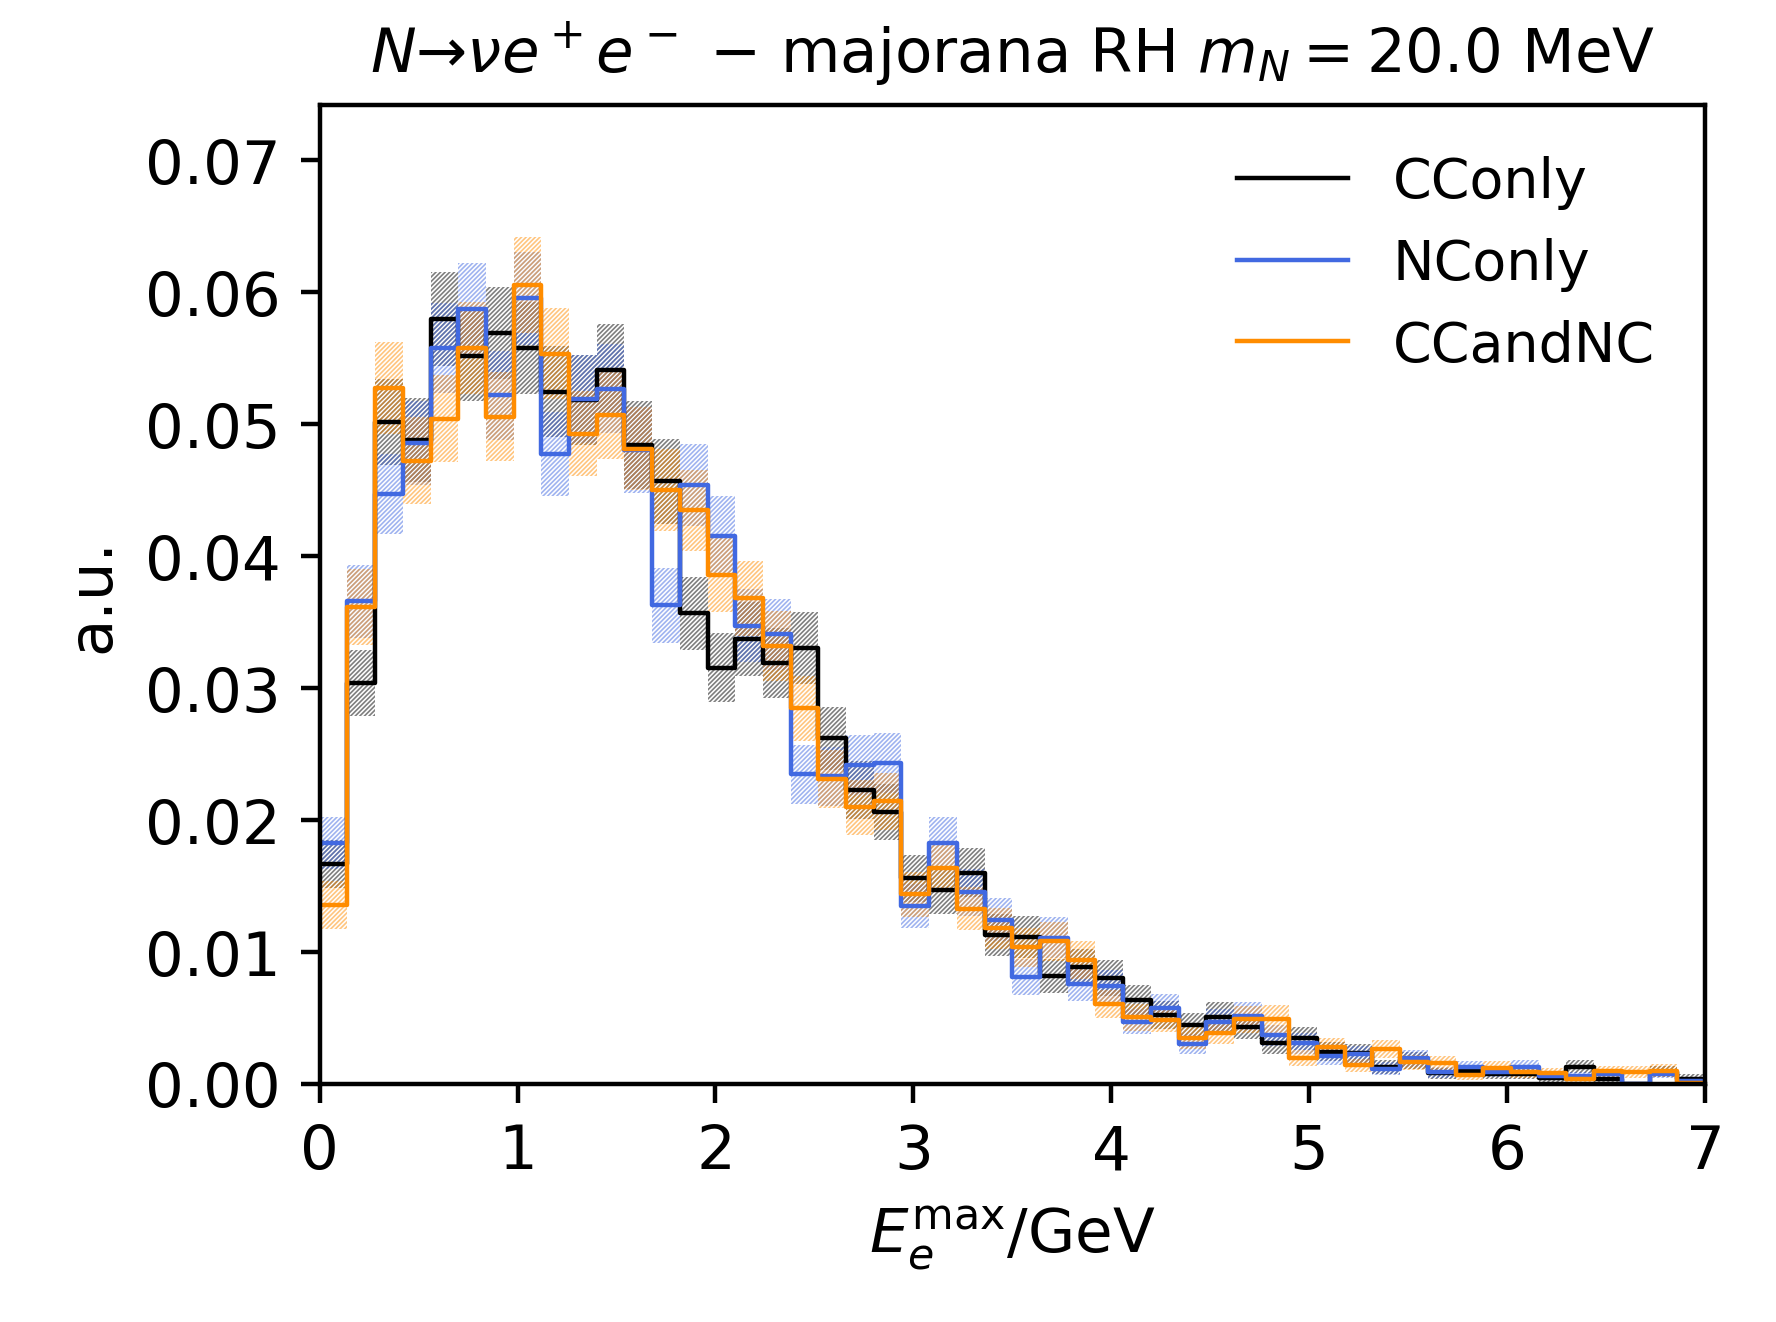 N→νe⁺e⁻ − majorana RH m_N = 20.0 MeV
CConly
NConly
CCandNC
0.07
0.06
0.05
0.04
0.03
0.02
0.01
0.00
a.u.
0 1 2 3 4 5 6 7
E_e^max/GeV